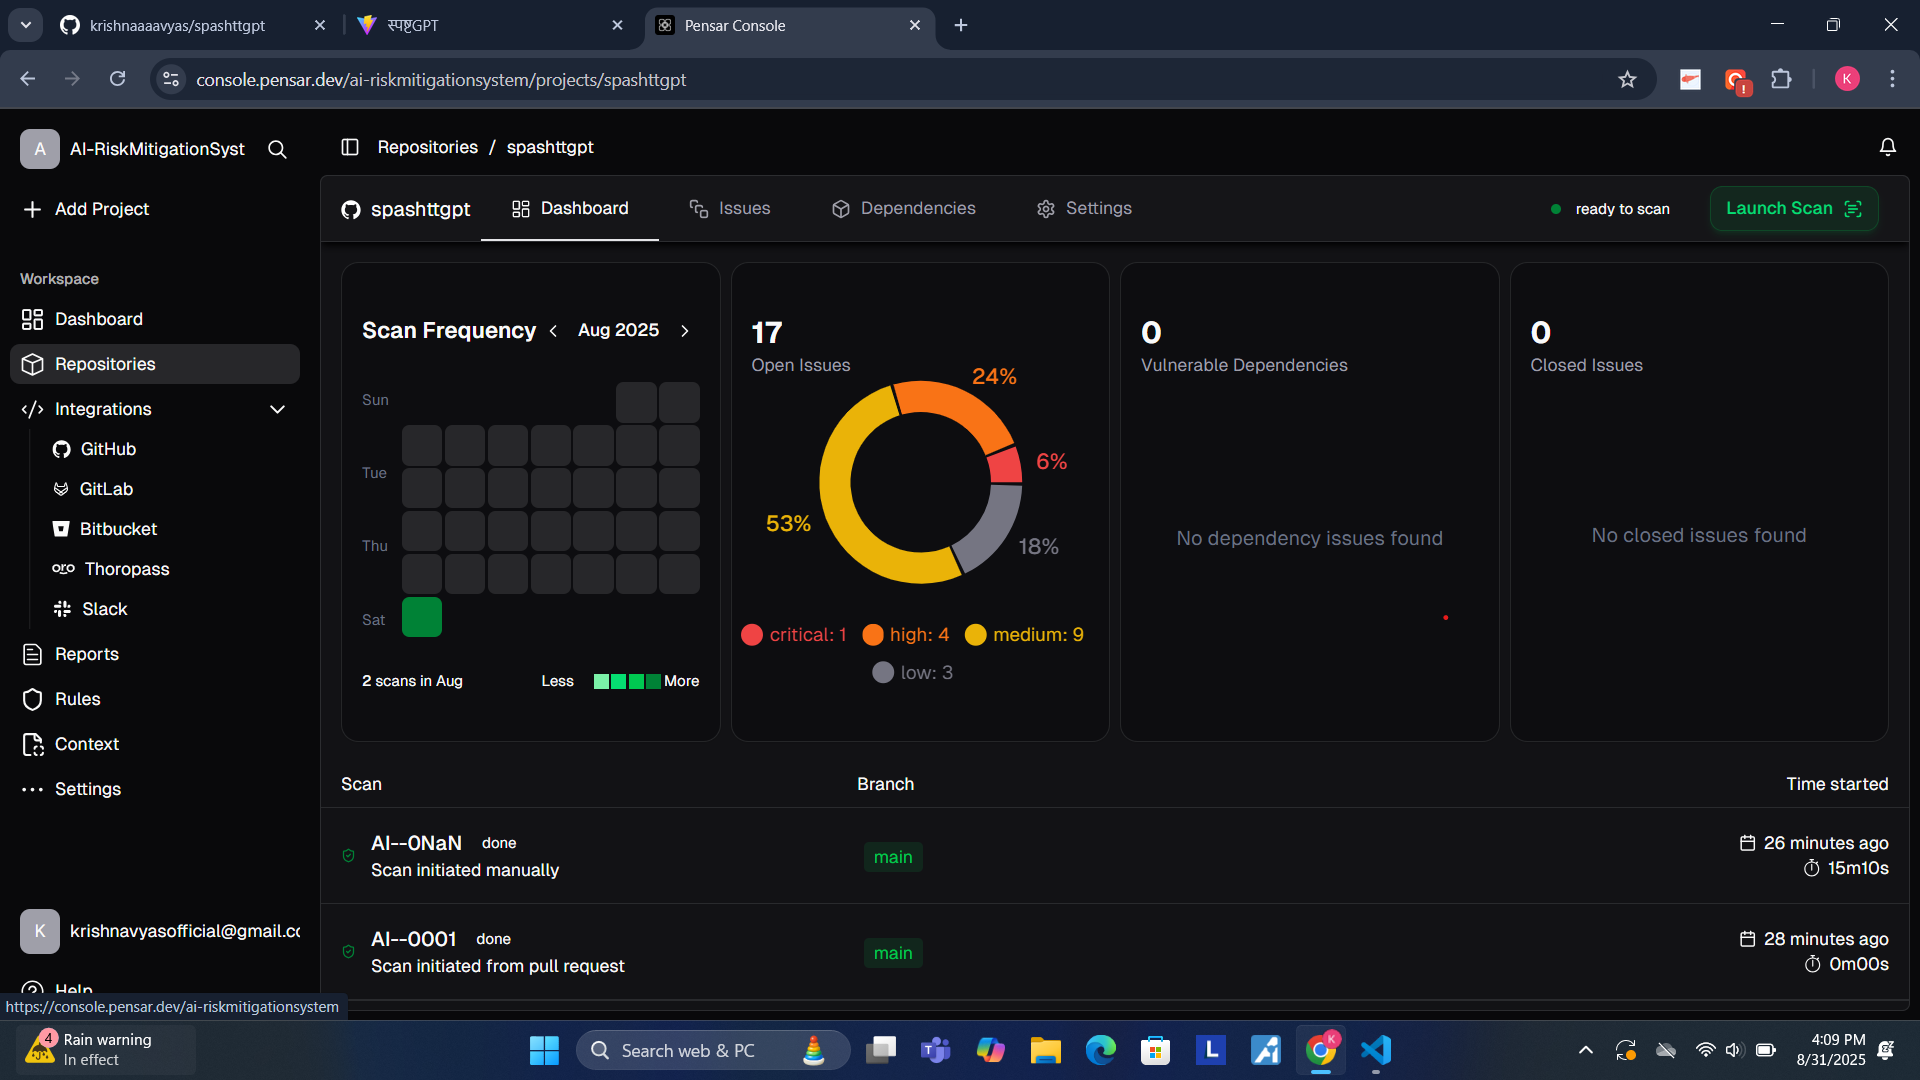 krishnaaaavyas/spashttgpt
स्पष्टGPT
Pensar Console
console.pensar.dev/ai-riskmitigationsystem/projects/spashttgpt
K
A
AI-RiskMitigationSyst
Repositories / spashttgpt
Add Project
spashttgpt
Dashboard
Issues
Dependencies
Settings
ready to scan
Launch Scan
Workspace
Dashboard
Repositories
Integrations
GitHub
GitLab
Bitbucket
Thoropass
Slack
Reports
Rules
Context
Settings
K
krishnavyasofficial@gmail.cc
Help
https://console.pensar.dev/ai-riskmitigationsystem
Scan Frequency
Aug 2025
Sun
Tue
Thu
Sat
2 scans in Aug
Less
More
17
Open Issues
24%
6%
53%
18%
critical: 1
high: 4
medium: 9
low: 3
0
Vulnerable Dependencies
No dependency issues found
0
Closed Issues
No closed issues found
Scan
Branch
Time started
AI--0NaN
done
Scan initiated manually
main
26 minutes ago
15m10s
AI--0001
done
Scan initiated from pull request
main
28 minutes ago
0m00s
4
Rain warning
In effect
Search web & PC
T
L
K
4:09 PM
8/31/2025